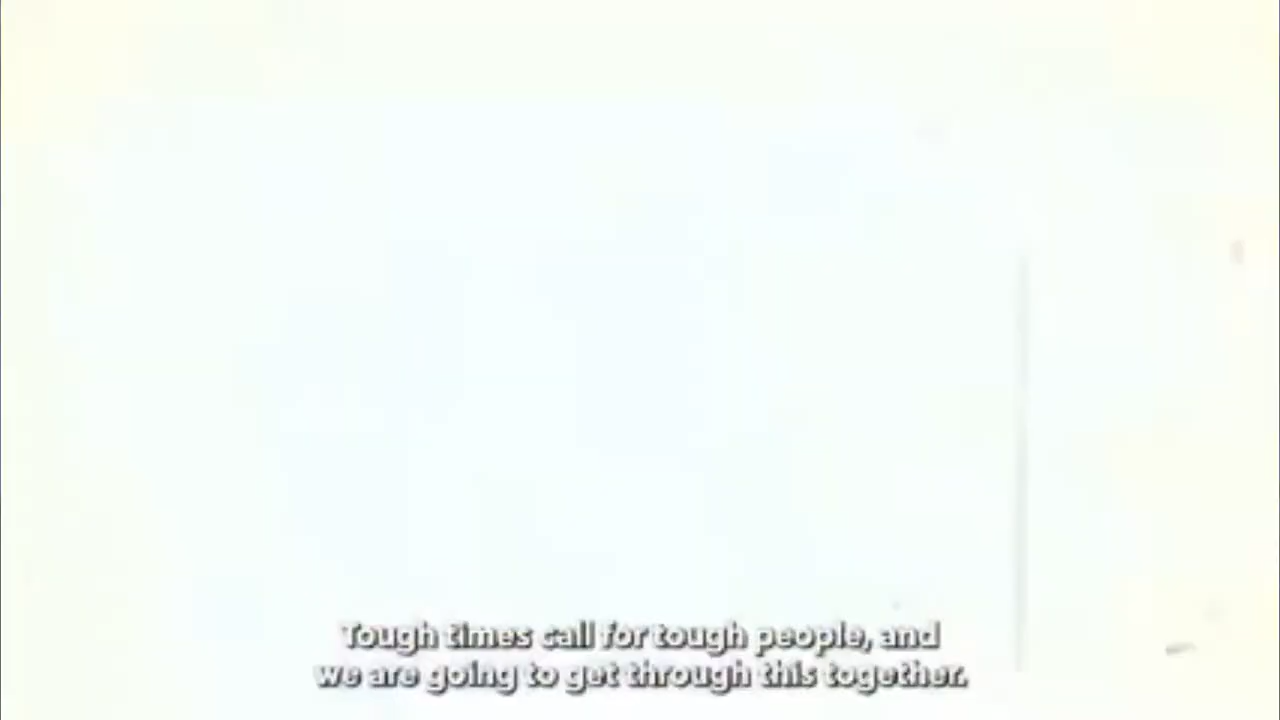 Tough times call for tough people, and
we are going to get through this together.